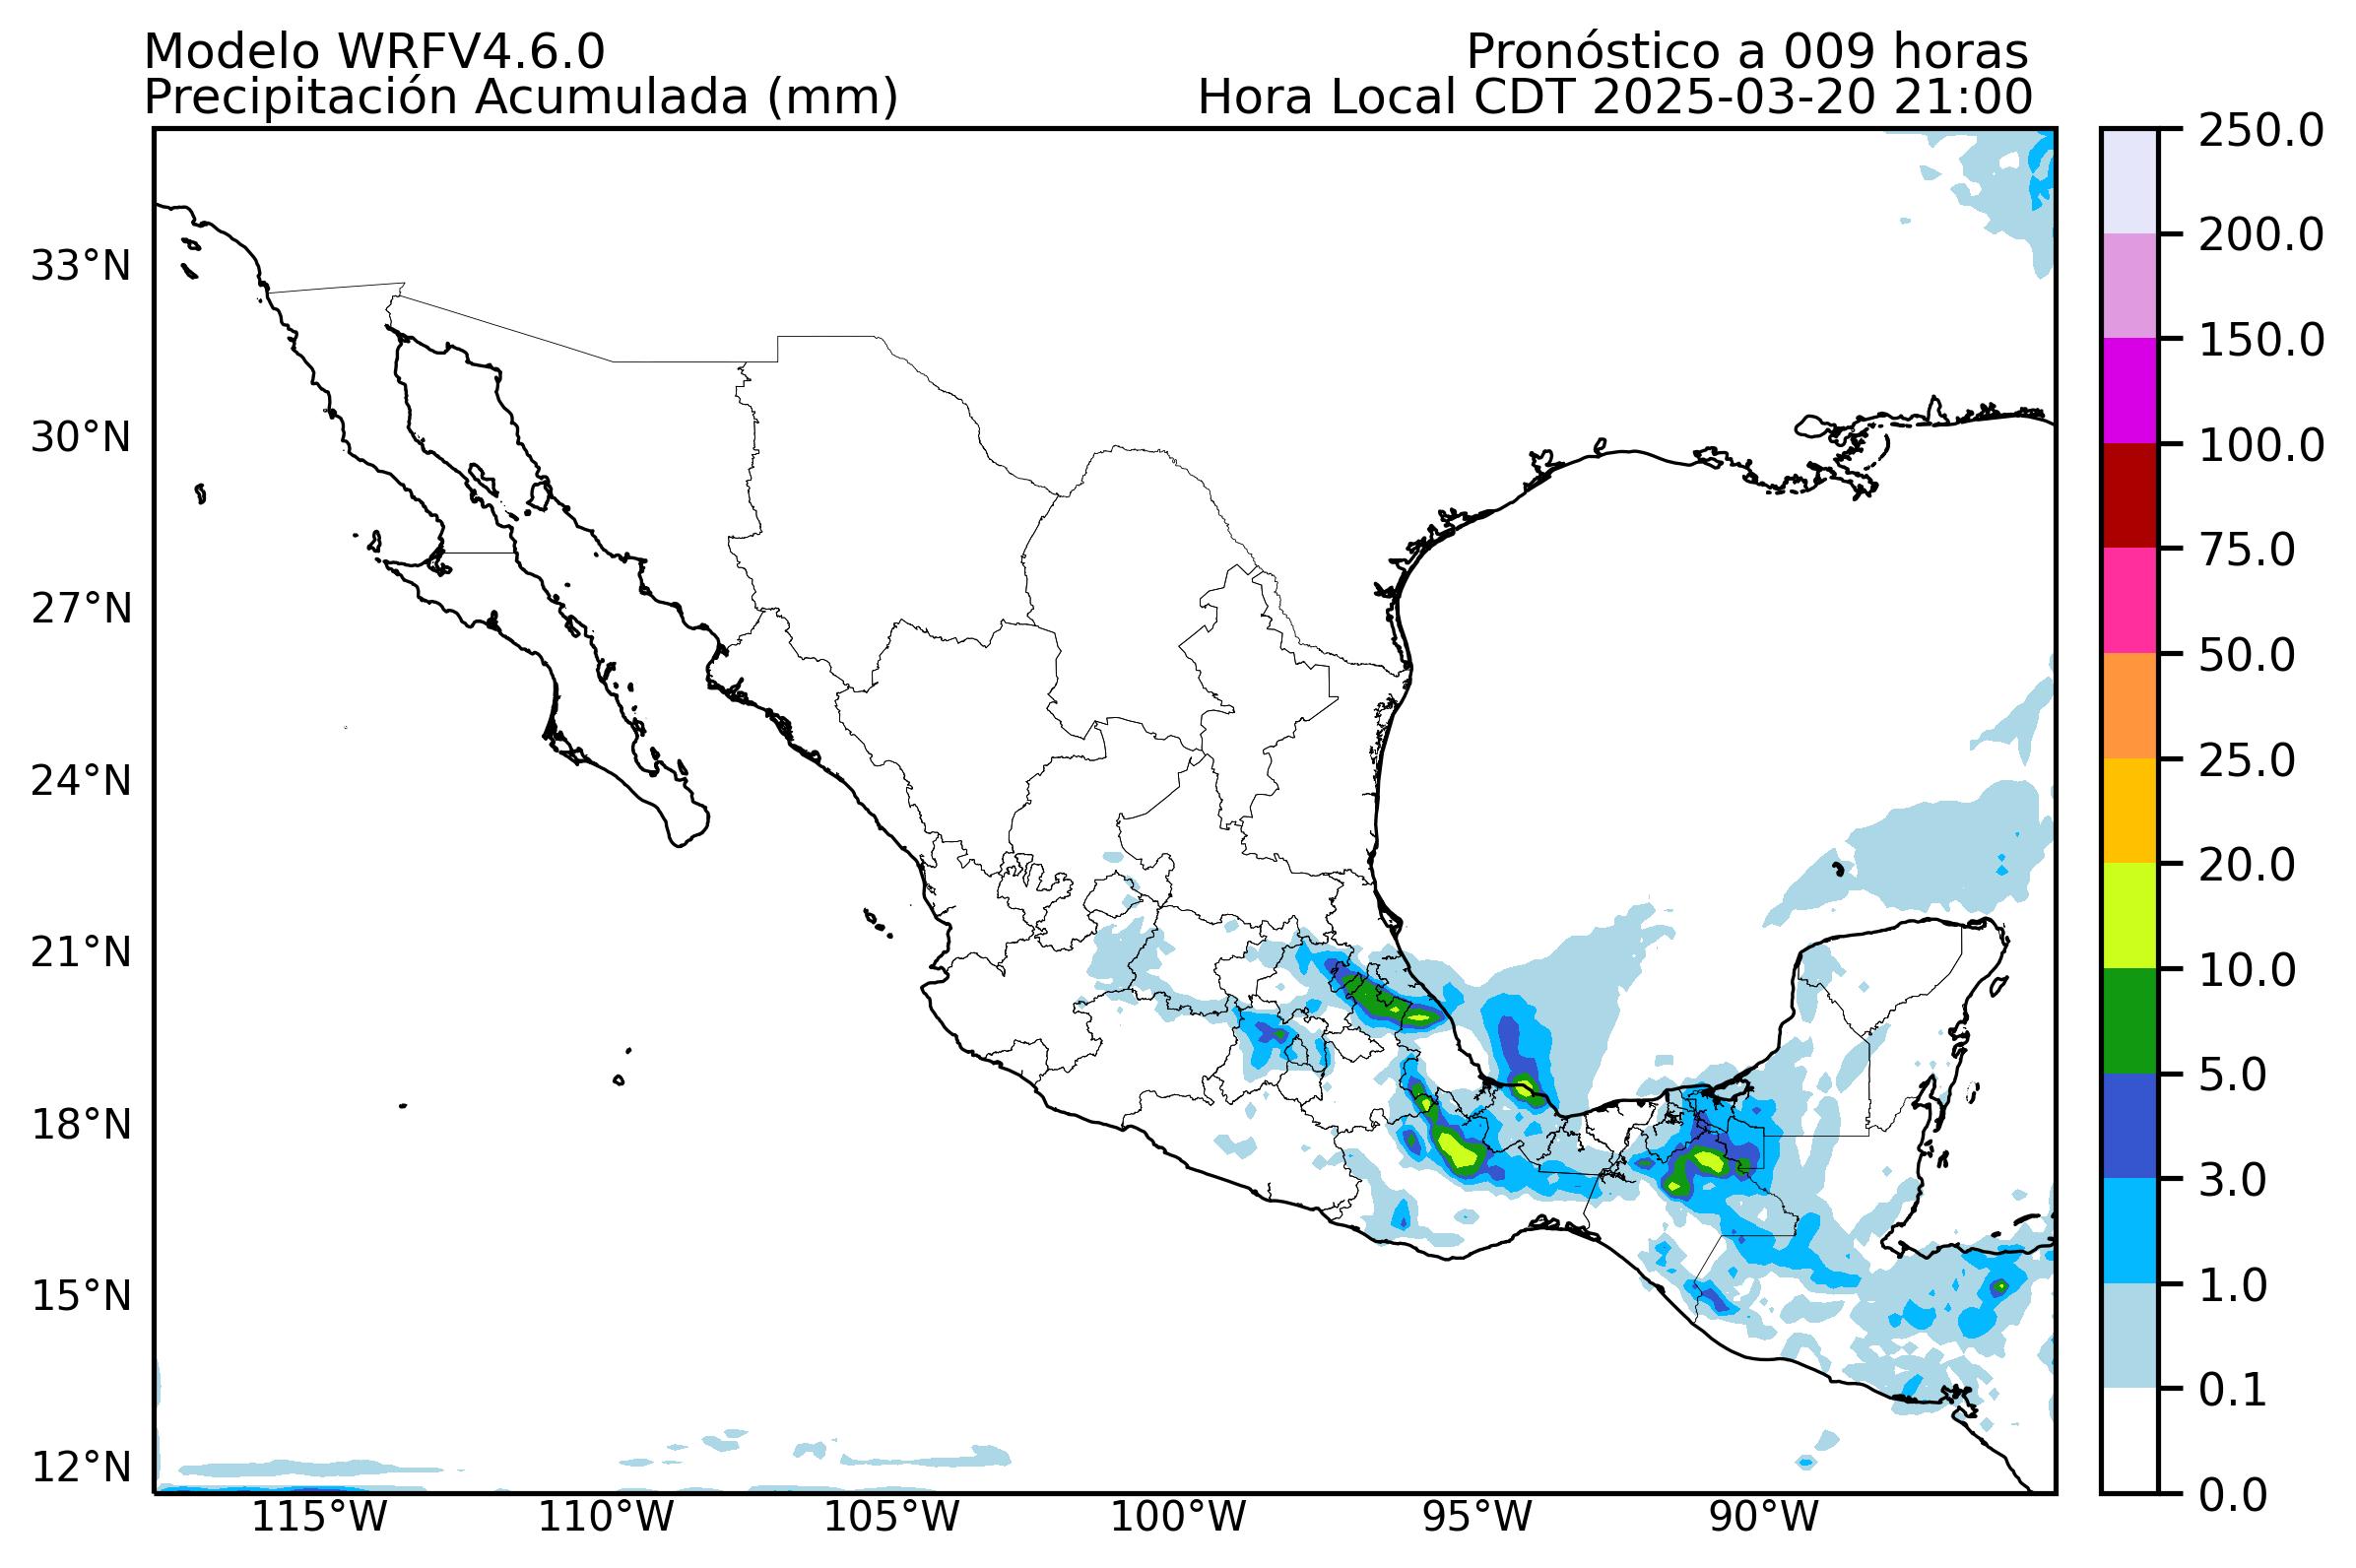 Modelo WRFV4.6.0
Pronóstico a 009 horas
Precipitación Acumulada (mm)
Hora Local CDT 2025-03-20 21:00
33°N
30°N
27°N
24°N
21°N
18°N
15°N
12°N
115°W
110°W
105°W
100°W
95°W
90°W
250.0
200.0
150.0
100.0
75.0
50.0
25.0
20.0
10.0
5.0
3.0
1.0
0.1
0.0